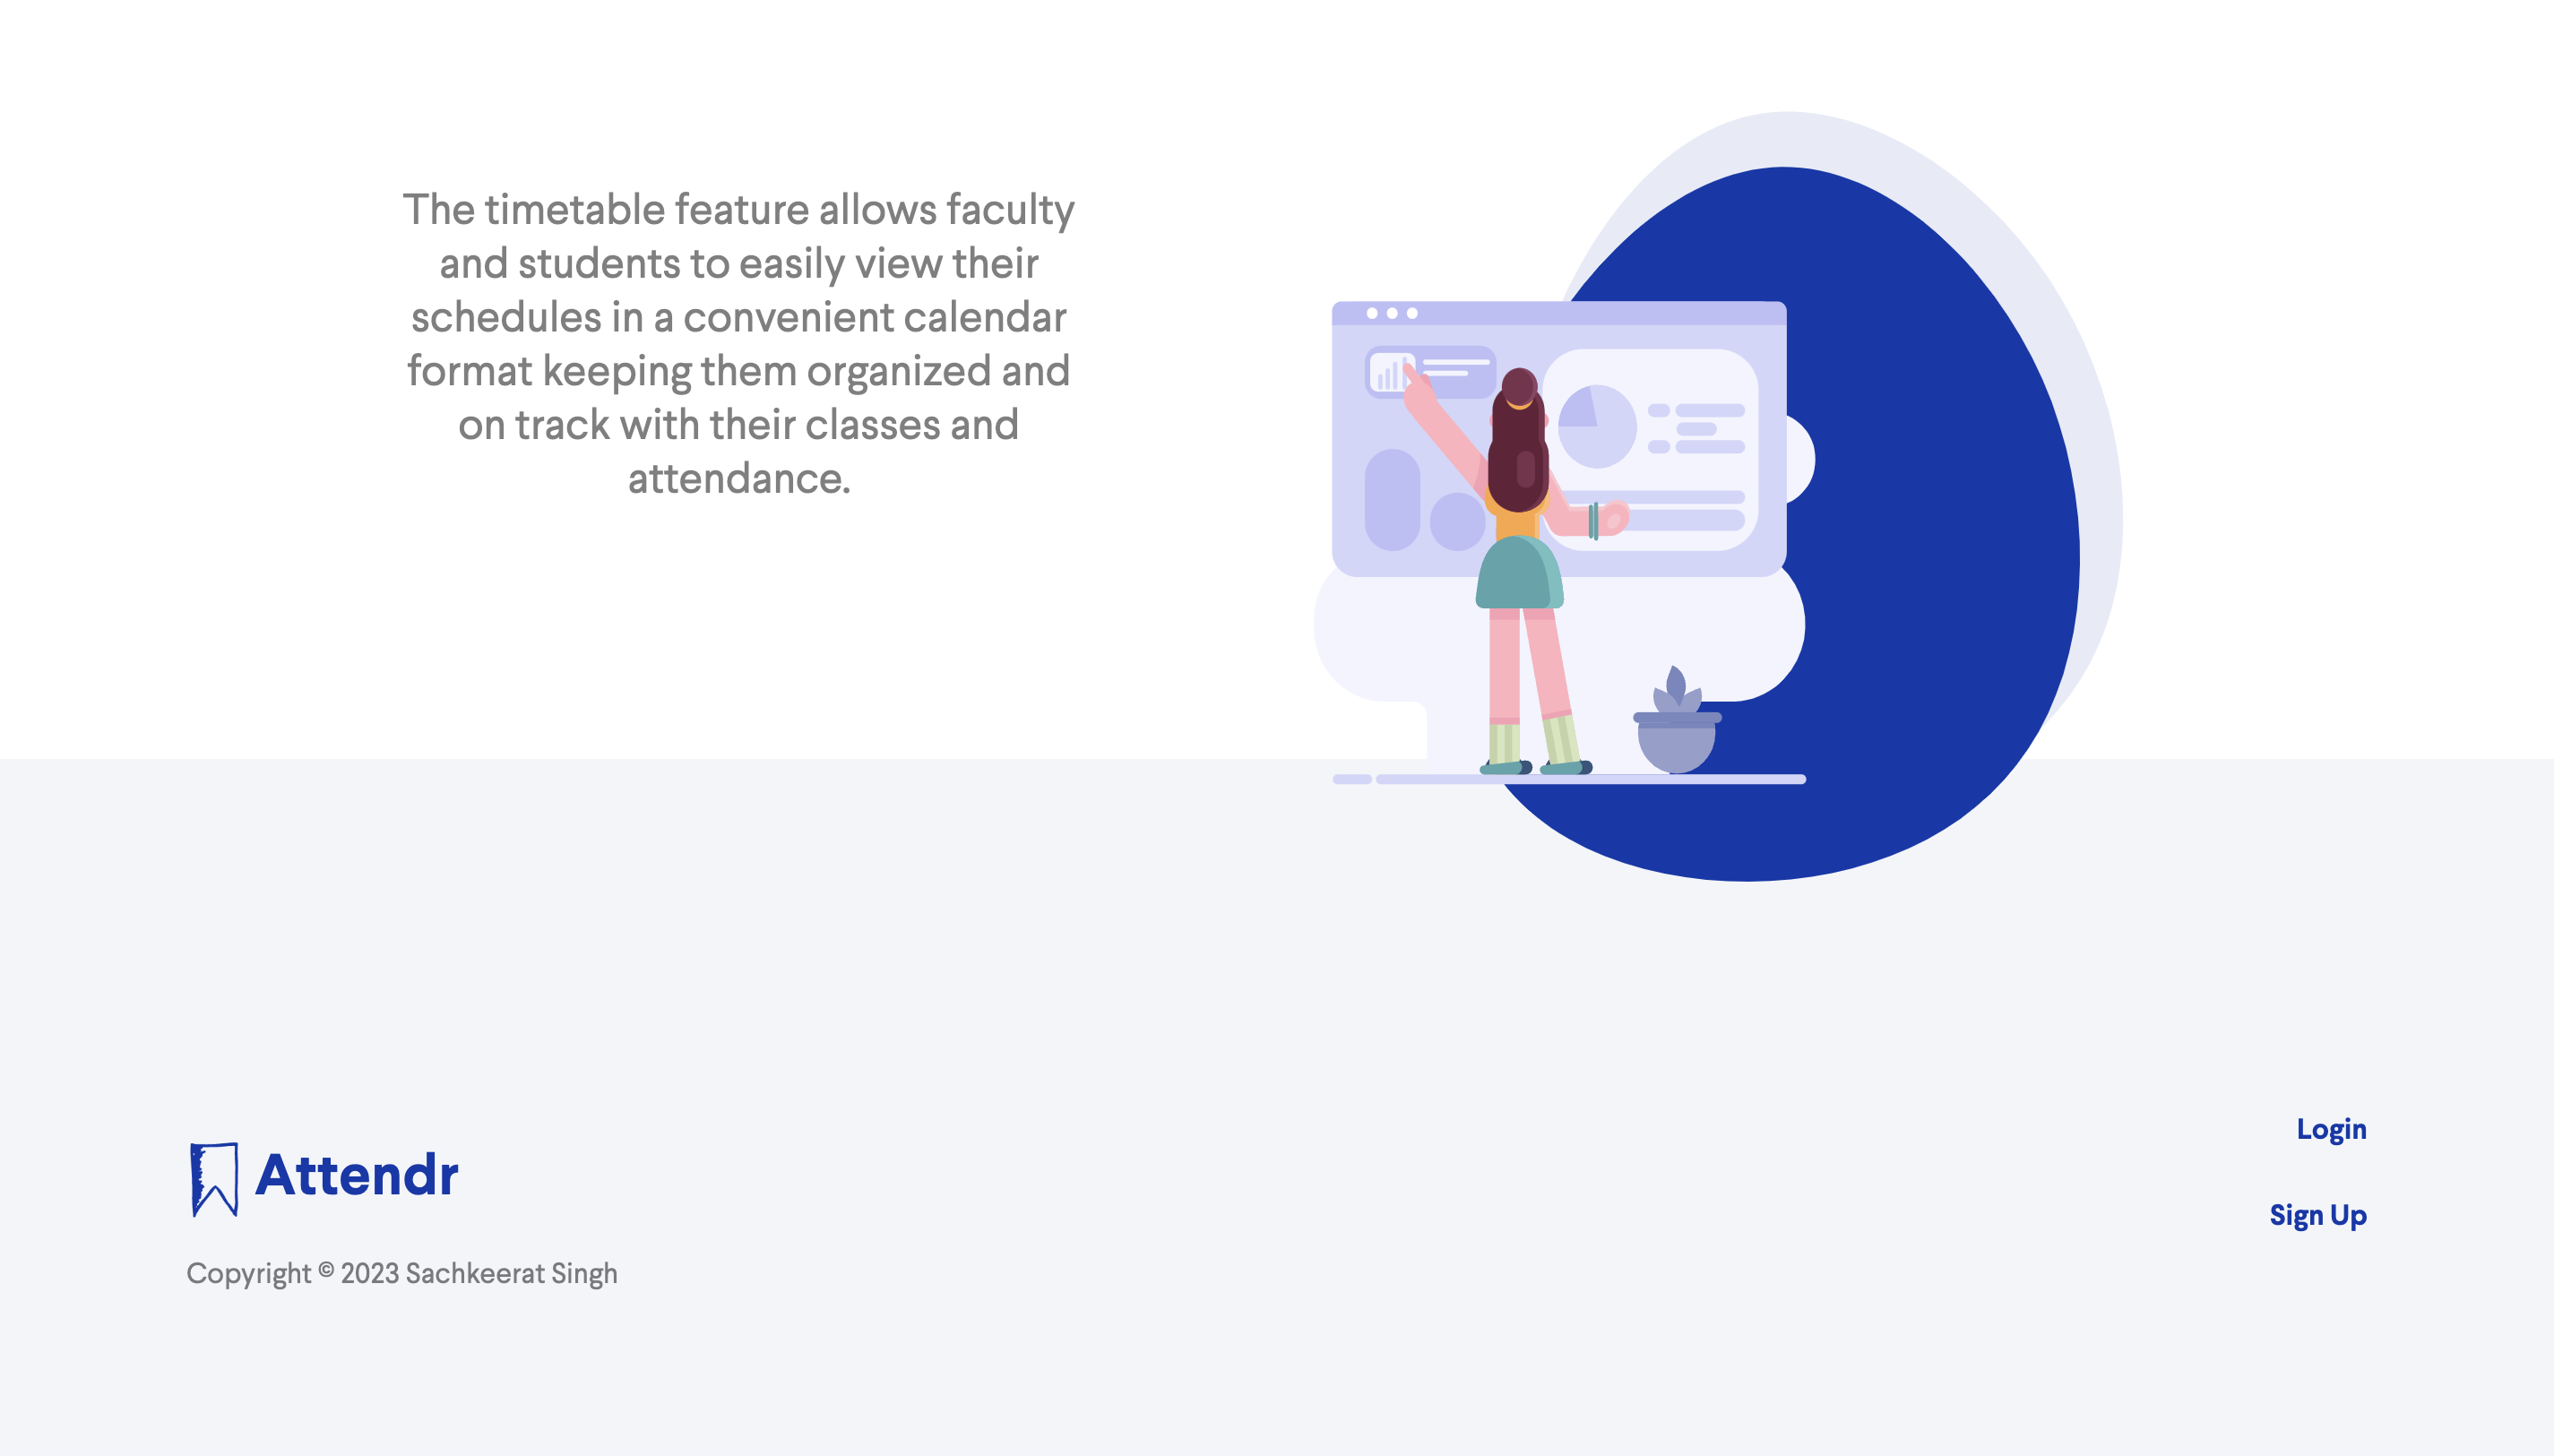 The timetable feature allows faculty
and students to easily view their
schedules in a convenient calendar
format keeping them organized and
on track with their classes and
attendance.
Attendr
Copyright © 2023 Sachkeerat Singh
Login
Sign Up